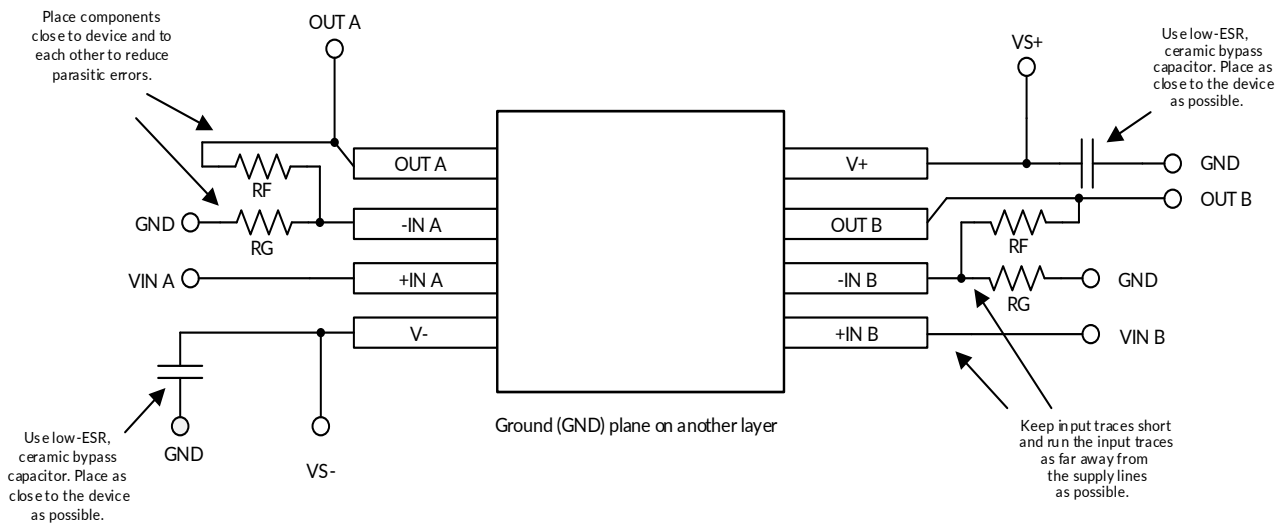 Place components
close to device and to
each other to reduce
parasitic errors.
OUT A
VS+
Use low-ESR,
ceramic bypass
capacitor. Place as
close to the device
as possible.
OUT A
RF
GND
RG
-IN A
VIN A
+IN A
V-
V+
GND
OUT B
OUT B
RF
-IN B
GND
RG
+IN B
VIN B
Use low-ESR,
ceramic bypass
capacitor. Place as
close to the device
as possible.
GND
VS-
Ground (GND) plane on another layer
Keep input traces short
and run the input traces
as far away from
the supply lines
as possible.